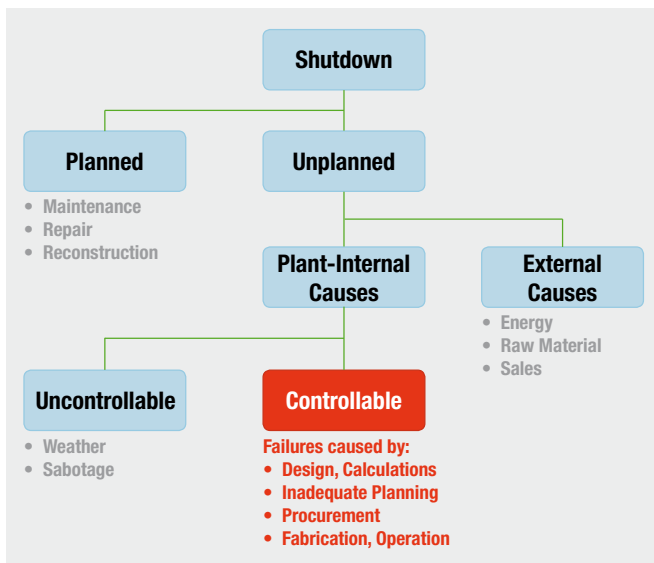 Shutdown
Planned
Unplanned
• Maintenance
• Repair
• Reconstruction
Plant-Internal
Causes
External
Causes
• Energy
• Raw Material
• Sales
Uncontrollable
Controllable
• Weather
• Sabotage
Failures caused by:
• Design, Calculations
• Inadequate Planning
• Procurement
• Fabrication, Operation